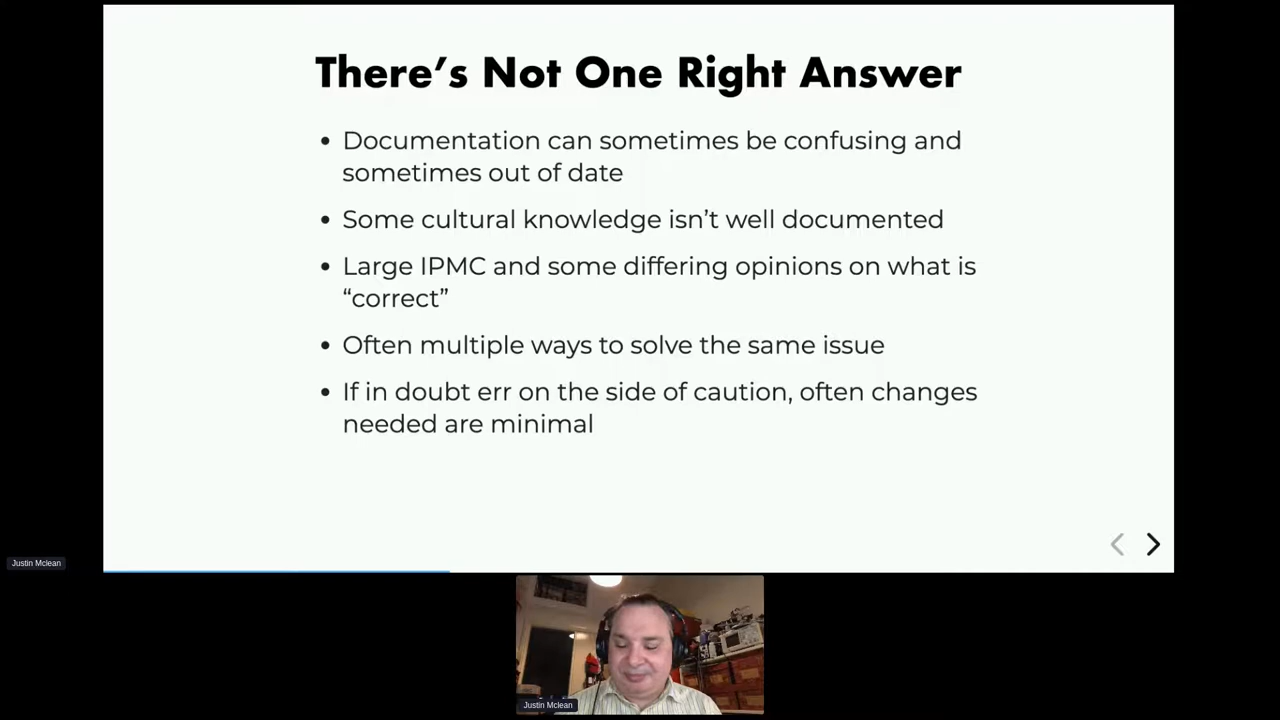 There's Not One Right Answer
• Documentation can sometimes be confusing and
sometimes out of date
• Some cultural knowledge isn't well documented
• Large IPMC and some differing opinions on what is
“correr”
• Often multiple ways to solve the same issue
• If in doubt err on the side of caution, often changes
needed are minimal
Justin Mclean
Justin Mclean